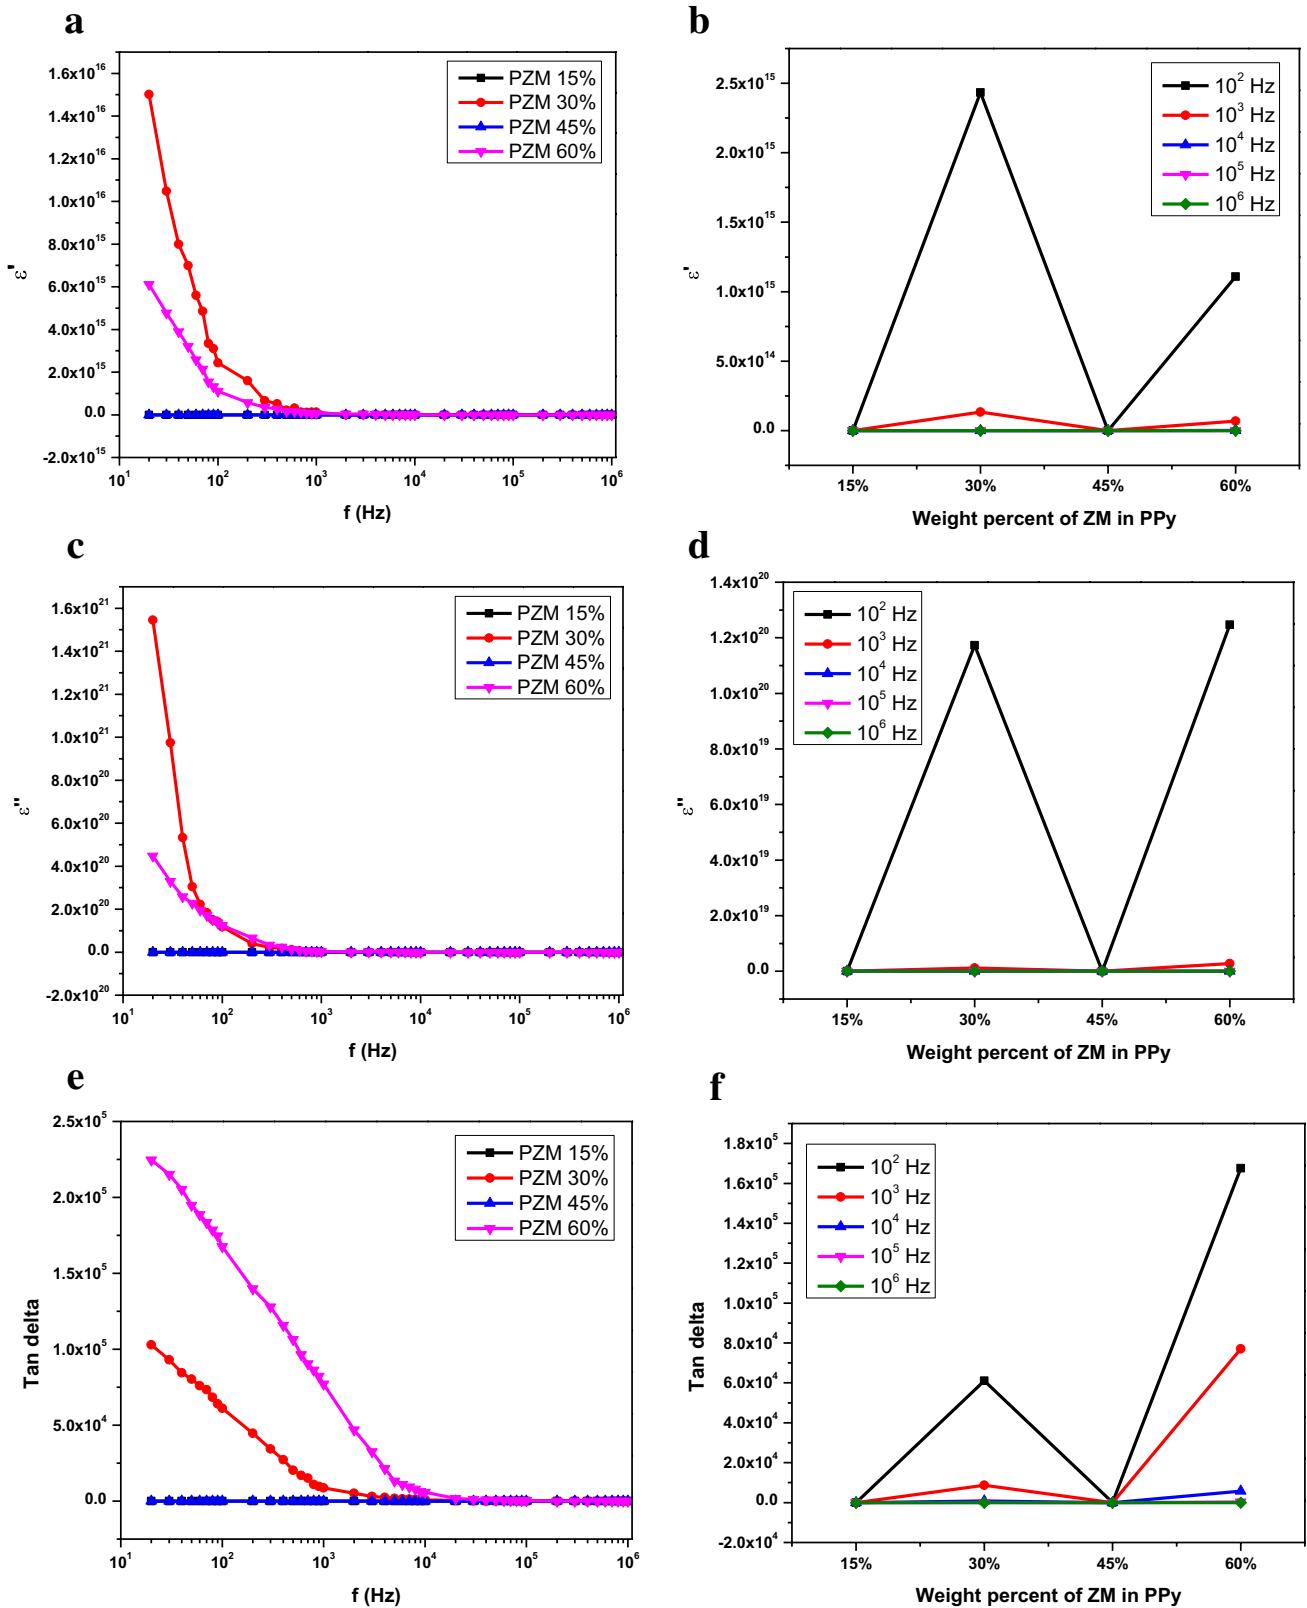 a
1.6x10^16
1.4x10^16
1.2x10^16
1.0x10^16
8.0x10^15
6.0x10^15
4.0x10^15
2.0x10^15
0.0
-2.0x10^15
ε'
10^1 10^2 10^3 10^4 10^5 10^6
f (Hz)
PZM 15%
PZM 30%
PZM 45%
PZM 60%
b
2.5x10^15
2.0x10^15
1.5x10^15
1.0x10^15
5.0x10^14
0.0
ε'
15% 30% 45% 60%
Weight percent of ZM in PPy
10^2 Hz
10^3 Hz
10^4 Hz
10^5 Hz
10^6 Hz
c
1.6x10^21
1.4x10^21
1.2x10^21
1.0x10^21
8.0x10^20
6.0x10^20
4.0x10^20
2.0x10^20
0.0
-2.0x10^20
ε''
10^1 10^2 10^3 10^4 10^5 10^6
f (Hz)
PZM 15%
PZM 30%
PZM 45%
PZM 60%
d
1.4x10^20
1.2x10^20
1.0x10^20
8.0x10^19
6.0x10^19
4.0x10^19
2.0x10^19
0.0
ε''
15% 30% 45% 60%
Weight percent of ZM in PPy
10^2 Hz
10^3 Hz
10^4 Hz
10^5 Hz
10^6 Hz
e
2.5x10^5
2.0x10^5
1.5x10^5
1.0x10^5
5.0x10^4
0.0
Tan delta
10^1 10^2 10^3 10^4 10^5 10^6
f (Hz)
PZM 15%
PZM 30%
PZM 45%
PZM 60%
f
1.8x10^5
1.6x10^5
1.4x10^5
1.2x10^5
1.0x10^5
8.0x10^4
6.0x10^4
4.0x10^4
2.0x10^4
0.0
-2.0x10^4
Tan delta
15% 30% 45% 60%
Weight percent of ZM in PPy
10^2 Hz
10^3 Hz
10^4 Hz
10^5 Hz
10^6 Hz